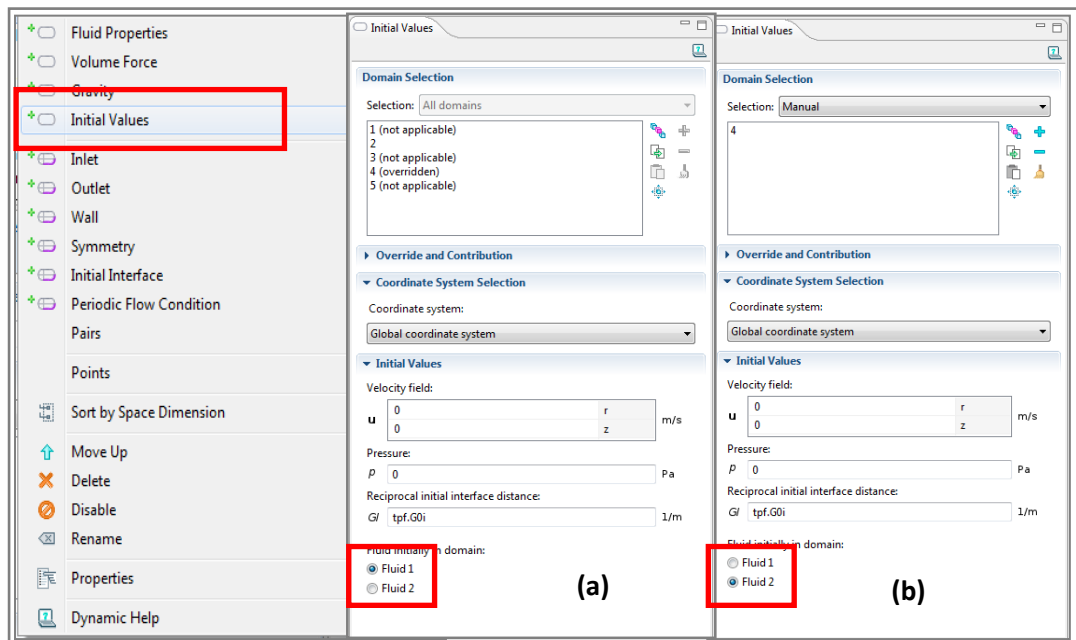 Fluid Properties
Volume Force
Gravity
Initial Values
Inlet
Outlet
Wall
Symmetry
Initial Interface
Periodic Flow Condition
Pairs
Points
Sort by Space Dimension
Move Up
Delete
Disable
Rename
Properties
Dynamic Help
Initial Values
Domain Selection
Selection: All domains
1 (not applicable)
2
3 (not applicable)
4 (overridden)
5 (not applicable)
Override and Contribution
Coordinate System Selection
Coordinate system:
Global coordinate system
Initial Values
Velocity field:
u 0 r m/s
0 z
Pressure:
p 0 Pa
Reciprocal initial interface distance:
GI tpf.G0i 1/m
Fluid initially in domain:
Fluid 1
Fluid 2
(a)
Initial Values
Domain Selection
Selection: Manual
4
Override and Contribution
Coordinate System Selection
Coordinate system:
Global coordinate system
Initial Values
Velocity field:
u 0 r m/s
0 z
Pressure:
p 0 Pa
Reciprocal initial interface distance:
GI tpf.G0i 1/m
Fluid initially in domain:
Fluid 1
Fluid 2
(b)